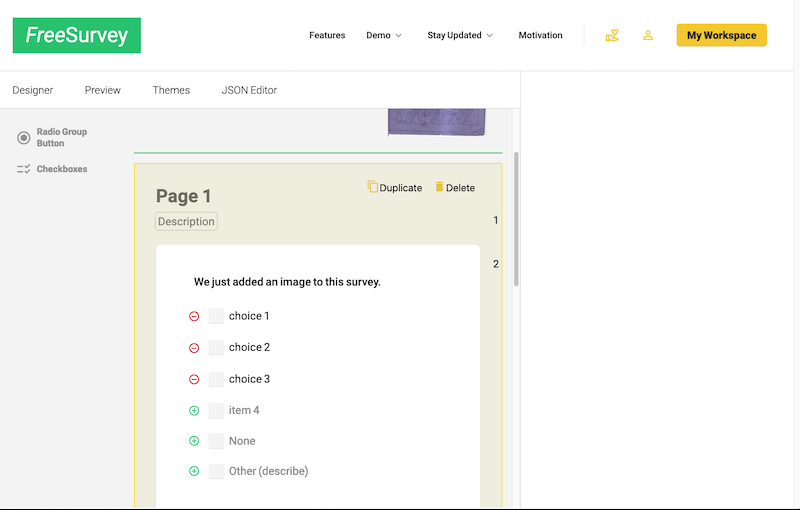 FreeSurvey
Features
Demo
Stay Updated
Motivation
My Workspace
Designer
Preview
Themes
JSON Editor
Radio Group
Button
Checkboxes
Duplicate
Delete
Page 1
Description
1
2
We just added an image to this survey.
choice 1
choice 2
choice 3
item 4
None
Other (describe)